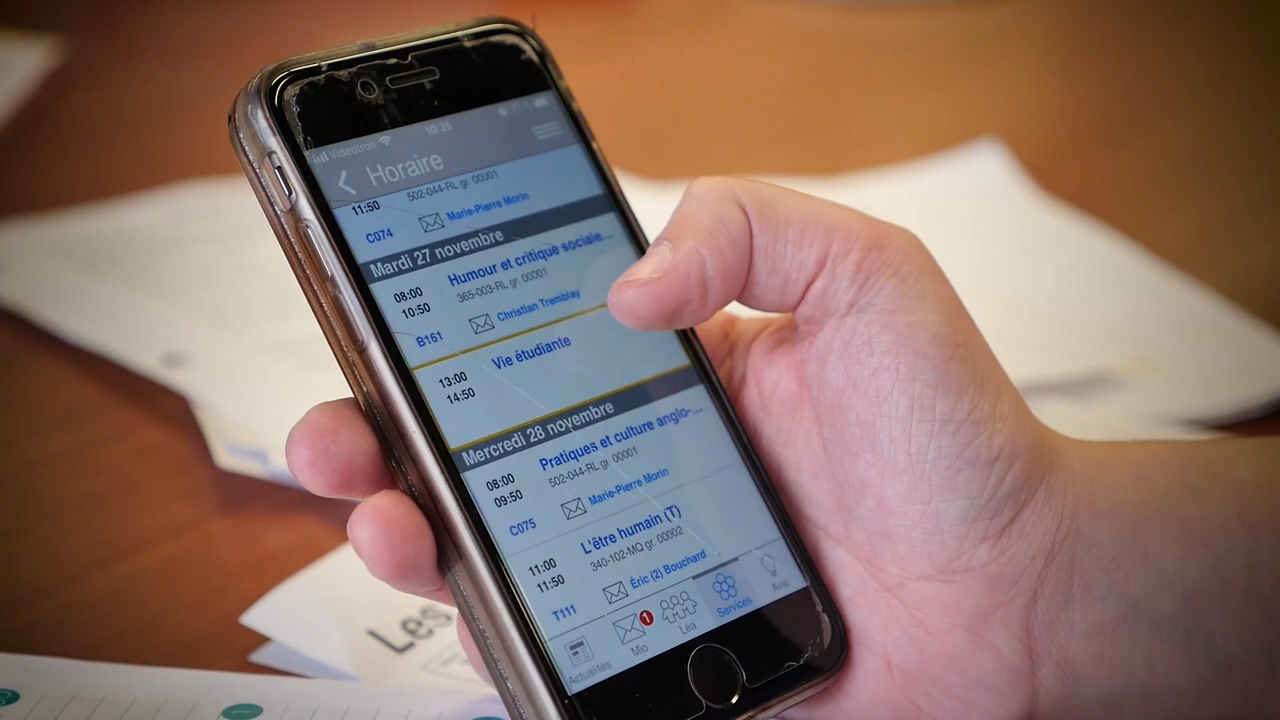 Videotron 10:29
Horaire
11:50 502-044-RL gr. 00001
C074 Marie-Pierre Morin
Mardi 27 novembre
08:00 Humour et critique sociale...
10:50 365-003-RL gr. 00001
B161 Christian Tremblay
13:00 Vie étudiante
14:50
Mercredi 28 novembre
08:00 Pratiques et culture anglo-...
09:50 502-044-RL gr. 00001
C075 Marie-Pierre Morin
11:00 L'être humain (T)
11:50 340-102-MQ gr. 00002
T111 Éric (2) Bouchard
1
Actualités Mio Léa Services Avis
Les